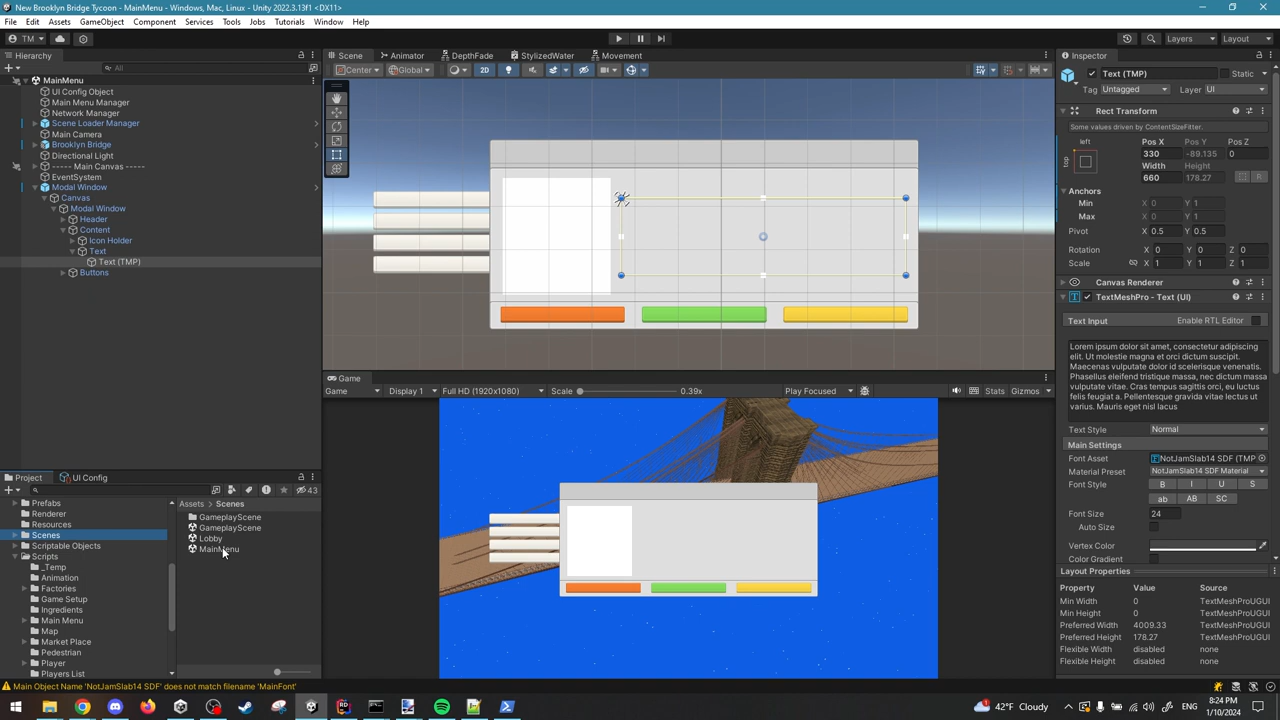 New Brooklyn Bridge Tycoon - MainMenu - Windows, Mac, Linux - Unity 2022.3.13f1 <DX11>
File Edit Assets GameObject Component Services Tools Jobs Tutorials Window Help
TM Layers Layout
Hierarchy
All
MainMenu
UI Config Object
Main Menu Manager
Network Manager
Scene Loader Manager
Main Camera
Brooklyn Bridge
Directional Light
----- Main Canvas -----
EventSystem
Modal Window
Canvas
Modal Window
Header
Content
Icon Holder
Text
Text (TMP)
Buttons
Scene Animator DepthFade StylizedWater Movement
Center Global 2D
Game
Game Display 1 Full HD (1920x1080) Scale 0.39x Play Focused Stats Gizmos
Project UI Config
43
Prefabs
Renderer
Resources
Scenes
Scriptable Objects
Scripts
_Temp
Animation
Factories
Game Setup
Ingredients
Main Menu
Map
Market Place
Pedestrian
Player
Players List
Assets > Scenes
GameplayScene
GameplayScene
Lobby
MainMenu
Inspector
Text (TMP) Static
Tag Untagged Layer UI
Rect Transform
Some values driven by ContentSizeFitter.
left
top
Pos X Pos Y Pos Z
330 -89.135 0
Width Height
660 178.27 R
Anchors
Min X 0 Y 1
Max X 0 Y 1
Pivot X 0.5 Y 0.5
Rotation X 0 Y 0 Z 0
Scale X 1 Y 1 Z 1
Canvas Renderer
TextMeshPro - Text (UI)
Text Input Enable RTL Editor
Lorem ipsum dolor sit amet, consectetur adipiscing
elit. Ut molestie magna et orci dictum suscipit.
Maecenas vulputate dolor id scelerisque venenatis.
Phasellus eleifend tristique massa, nec dictum massa
vulputate vitae. Cras tempus sagittis orci, eu luctus
felis feugiat a. Pellentesque gravida vitae lectus ut
varius. Mauris eget nisl lacus
Text Style Normal
Main Settings
Font Asset NotJamSlab14 SDF (TMP
Material Preset NotJamSlab14 SDF Material
Font Style B I U S
ab AB SC
Font Size 24
Auto Size
Vertex Color
Color Gradient
Layout Properties
Property Value Source
Min Width 0 TextMeshProUGUI
Min Height 0 TextMeshProUGUI
Preferred Width 4009.33 TextMeshProUGUI
Preferred Height 178.27 TextMeshProUGUI
Flexible Width disabled none
Flexible Height disabled none
Main Object Name 'NotJamSlab14 SDF' does not match filename 'MainFont'
42°F Cloudy
8:24 PM
1/10/2024